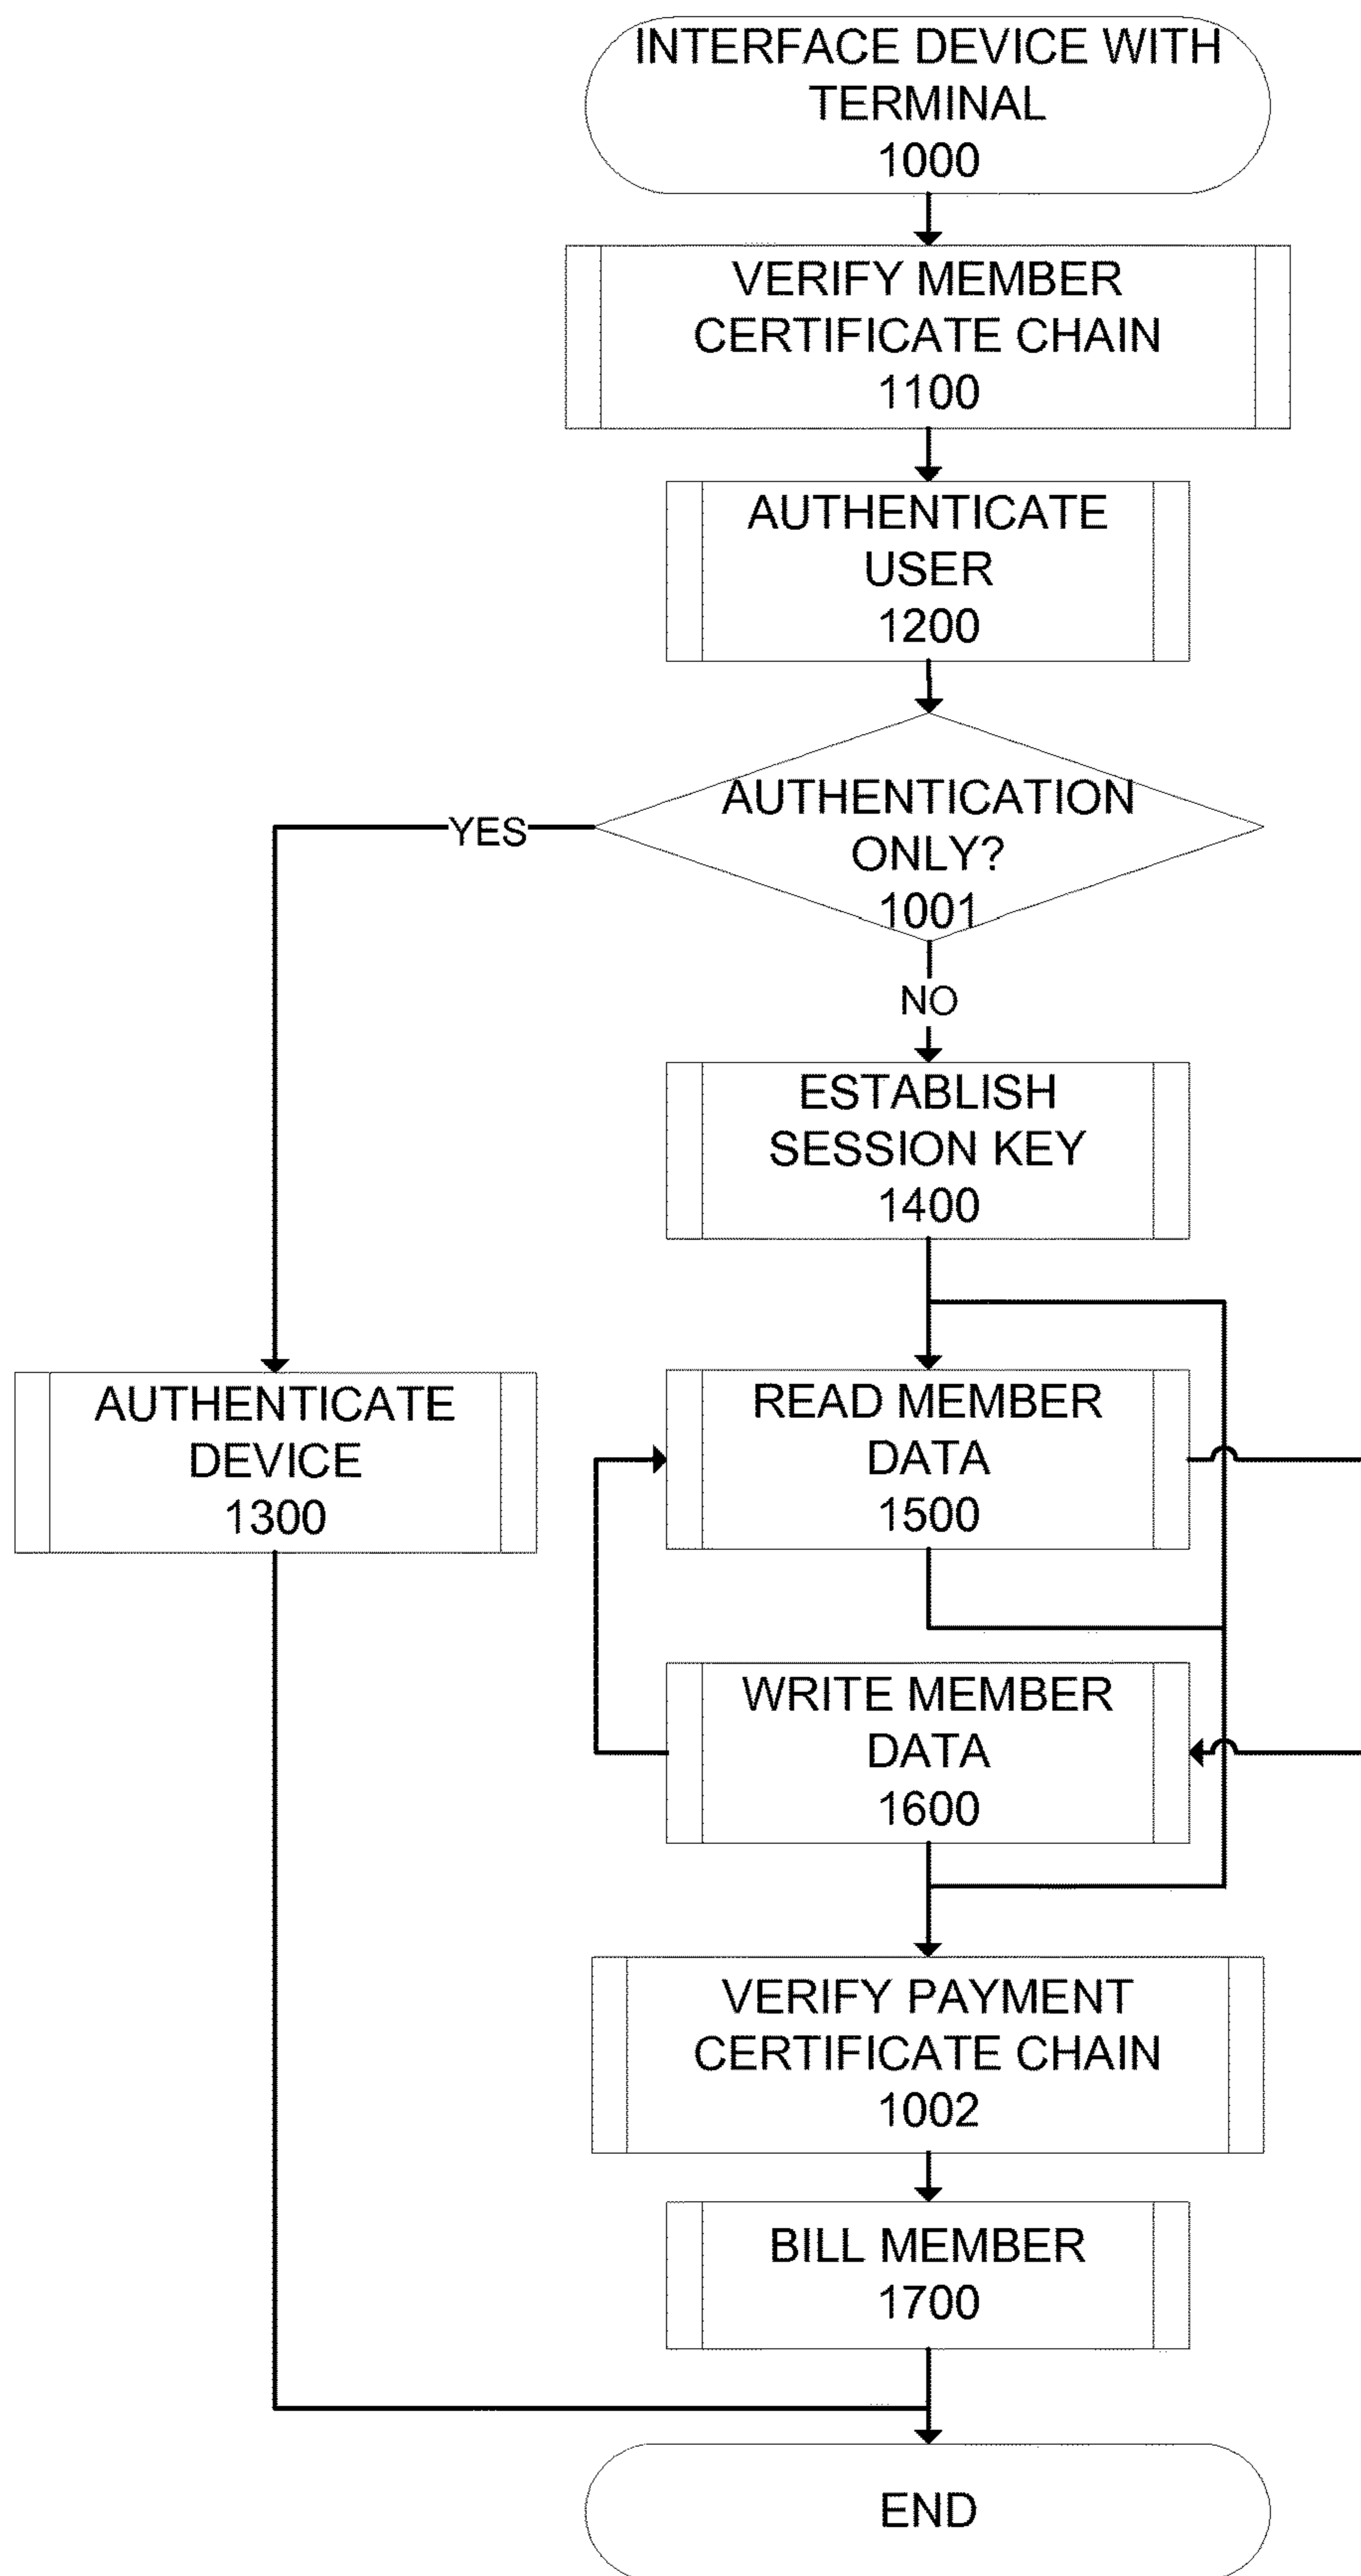 INTERFACE DEVICE WITH
TERMINAL
1000
VERIFY MEMBER
CERTIFICATE CHAIN
1100
AUTHENTICATE
USER
1200
AUTHENTICATION
ONLY?
1001
YES
NO
ESTABLISH
SESSION KEY
1400
AUTHENTICATE
DEVICE
1300
READ MEMBER
DATA
1500
WRITE MEMBER
DATA
1600
VERIFY PAYMENT
CERTIFICATE CHAIN
1002
BILL MEMBER
1700
END